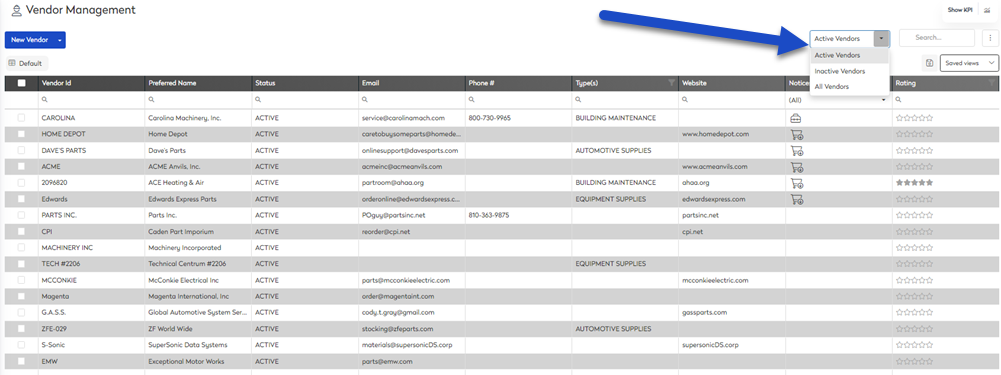 Vendor Management
Show KPI
New Vendor
Active Vendors
Search...
Active Vendors
Inactive Vendors
All Vendors
Default
Saved views
Vendor Id Preferred Name Status Email Phone # Type(s) Website Notice Rating
(All)
CAROLINA Carolina Machinery, Inc. ACTIVE service@carolinamach.com 800-730-9965 BUILDING MAINTENANCE
HOME DEPOT Home Depot ACTIVE caretobuysomeparts@homede... www.homedepot.com
DAVE'S PARTS Dave's Parts ACTIVE onlinesupport@davesparts.com AUTOMOTIVE SUPPLIES
ACME ACME Anvils, Inc. ACTIVE acmeinc@acmeanvils.com www.acmeanvils.com
2096820 ACE Heating & Air ACTIVE partroom@ahaa.org BUILDING MAINTENANCE ahaa.org
Edwards Edwards Express Parts ACTIVE orderonline@edwardsexpress.c... EQUIPMENT SUPPLIES edwardsexpress.com
PARTS INC. Parts Inc. ACTIVE POguy@partsinc.net 810-363-9875 partsinc.net
CPI Caden Part Imporium ACTIVE reorder@cpi.net cpi.net
MACHINERY INC Machinery Incorporated ACTIVE
TECH #2206 Technical Centrum #2206 ACTIVE EQUIPMENT SUPPLIES
MCCONKIE McConkie Electrical Inc ACTIVE parts@mcconkieelectric.com mcconkieelectric.com
Magenta Magenta International, Inc ACTIVE order@magentaint.com
G.A.S.S. Global Automotive System Ser... ACTIVE cody.t.gray@gmail.com gassparts.com
ZFE-029 ZF World Wide ACTIVE stocking@zfeparts.com AUTOMOTIVE SUPPLIES
S-Sonic SuperSonic Data Systems ACTIVE materials@supersonicDS.corp supersonicDS.corp
EMW Exceptional Motor Works ACTIVE parts@emw.com